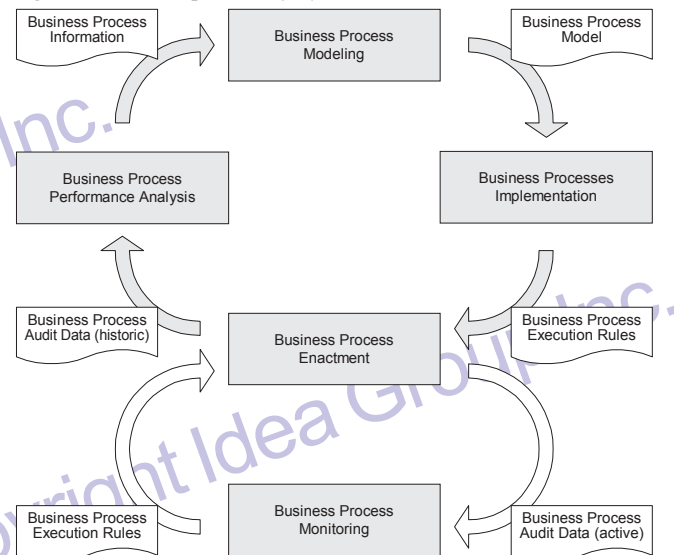 Business Process
Information
Business Process
Modeling
Business Process
Model
Inc.
Business Process
Performance Analysis
Business Processes
Implementation
Business Process
Audit Data (historic)
Business Process
Enactment
Business Process
Execution Rules
Business Process
Execution Rules
Business Process
Monitoring
Business Process
Audit Data (active)
opyright Idea Group Inc.